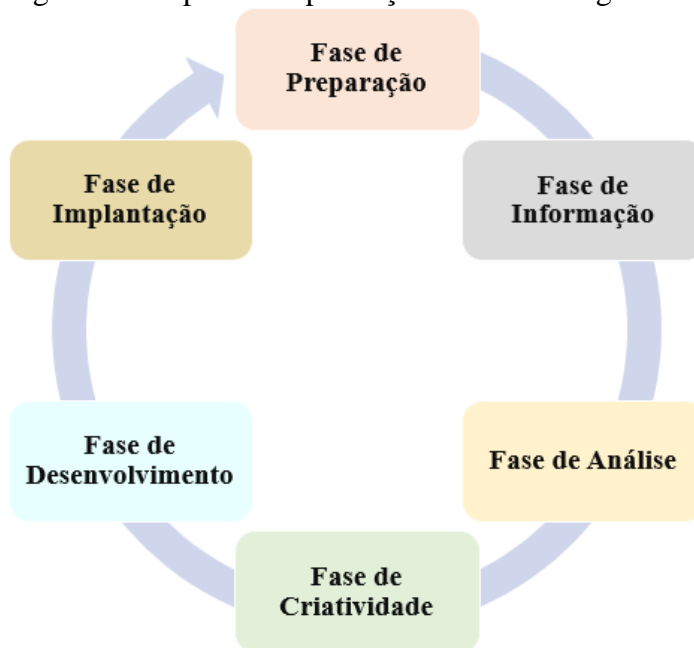 Fase de
Preparação
Fase de
Informação
Fase de Análise
Fase de
Criatividade
Fase de
Desenvolvimento
Fase de
Implantação